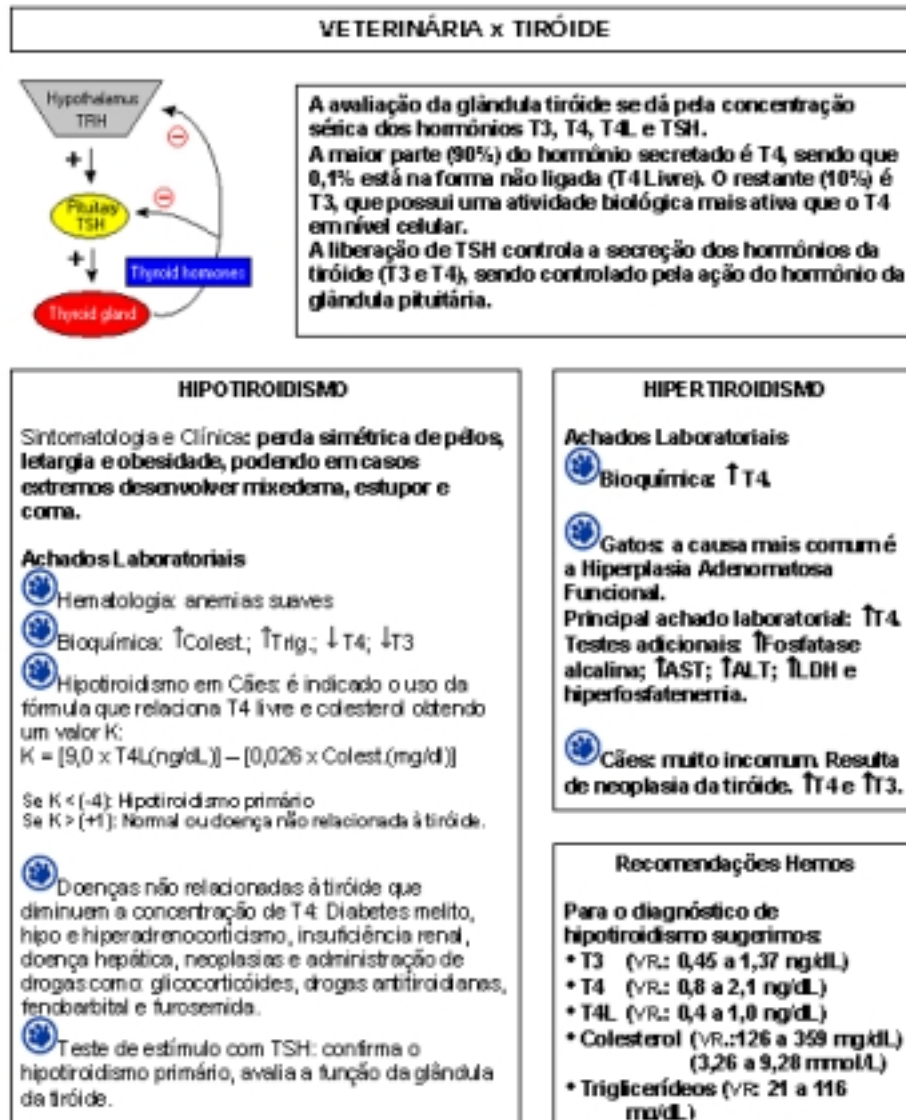 VETERINÁRIA x TIRÓIDE
Hypothalamus
TRH
+
Pituitary
TSH
+
Thyroid hormones
Thyroid gland
A avaliação da glândula tiróide se dá pela concentração
sérica dos hormônios T3, T4, T4L e TSH.
A maior parte (90%) do hormônio secretado é T4, sendo que
0,1% está na forma não ligada (T4 Livre). O restante (10%) é
T3, que possui uma atividade biológica mais ativa que o T4
em nível celular.
A liberação de TSH controla a secreção dos hormônios da
tiróide (T3 e T4), sendo controlado pela ação do hormônio da
glândula pituitária.
HIPOTIROIDISMO
Sintomatologia e Clínica: perda simétrica de pêlos,
letargia e obesidade, podendo em casos
extremos desenvolver mixedema, estupor e
coma.
Achados Laboratoriais
Hematologia: anemias suaves
Bioquímica: ↑Colest.; ↑Trig.; ↓T4; ↓T3
Hipotiroidismo em Cães: é indicado o uso da
fórmula que relaciona T4 livre e colesterol obtendo
um valor K:
K = [9,0 x T4L(ng/dL)] – [0,026 x Colest.(mg/dl)]
Se K < (-4): Hipotiroidismo primário
Se K > (+1): Normal ou doença não relacionada à tiróide.
Doenças não relacionadas à tiróide que
diminuem a concentração de T4: Diabetes melito,
hipo e hiperadrenocorticismo, insuficiência renal,
doença hepática, neoplasias e administração de
drogas como: glicocorticóides, drogas antitiroidianas,
fenobarbital e furosemida.
Teste de estímulo com TSH: confirma o
hipotiroidismo primário, avalia a função da glândula
da tiróide.
HIPERTIROIDISMO
Achados Laboratoriais
Bioquímica: ↑T4.
Gatos: a causa mais comum é
a Hiperplasia Adenomatosa
Funcional.
Principal achado laboratorial: ↑T4.
Testes adicionais: ↑Fosfatase
alcalina; ↑AST; ↑ALT; ↑LDH e
hiperfosfatenemia.
Cães: muito incomum. Resulta
de neoplasia da tiróide. ↑T4 e ↑T3.
Recomendações Hemos
Para o diagnóstico de
hipotiroidismo sugerimos:
• T3 (VR.: 0,45 a 1,37 ng/dL)
• T4 (VR.: 0,8 a 2,1 ng/dL)
• T4L (VR.: 0,4 a 1,0 ng/dL)
• Colesterol (VR.:126 a 359 mg/dL)
(3,26 a 9,28 mmol/L)
• Triglicerídeos (VR: 21 a 116
mg/dL)